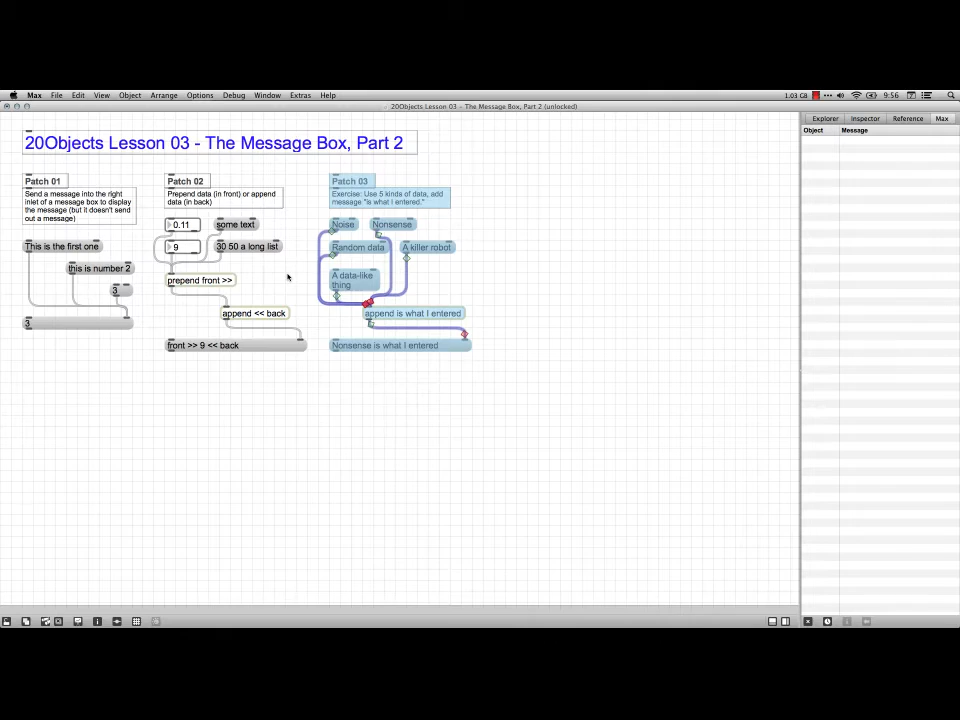 Max File Edit View Object Arrange Options Debug Window Extras Help 1.03 GB 9:56
20Objects Lesson 03 – The Message Box, Part 2 (unlocked)
Explorer Inspector Reference Max
Object Message
20Objects Lesson 03 - The Message Box, Part 2
Patch 01
Send a message into the right
inlet of a message box to display
the message (but it doesn't send
out a message)
This is the first one
this is number 2
3
3
Patch 02
Prepend data (in front) or append
data (in back)
0.11 some text
9 30 50 a long list
prepend front >>
append << back
front >> 9 << back
Patch 03
Exercise: Use 5 kinds of data, add
message "is what I entered."
Noise Nonsense
Random data A killer robot
A data-like
thing
append is what I entered
Nonsense is what I entered